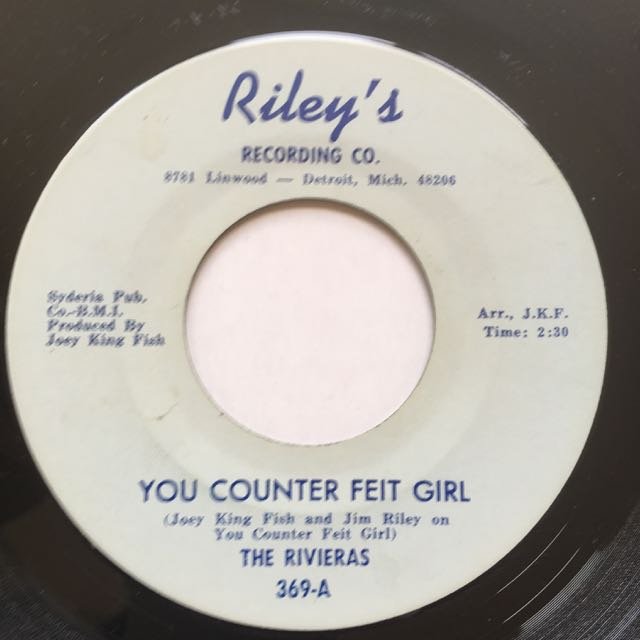 Riley's
RECORDING CO.
8781 Linwood — Detroit, Mich. 48206
Syderia Pub.
Co.-B.M.I.
Produced By
Joey King Fish
Arr., J.K.F.
Time: 2:30
YOU COUNTER FEIT GIRL
(Joey King Fish and Jim Riley on
You Counter Feit Girl)
THE RIVIERAS
369-A